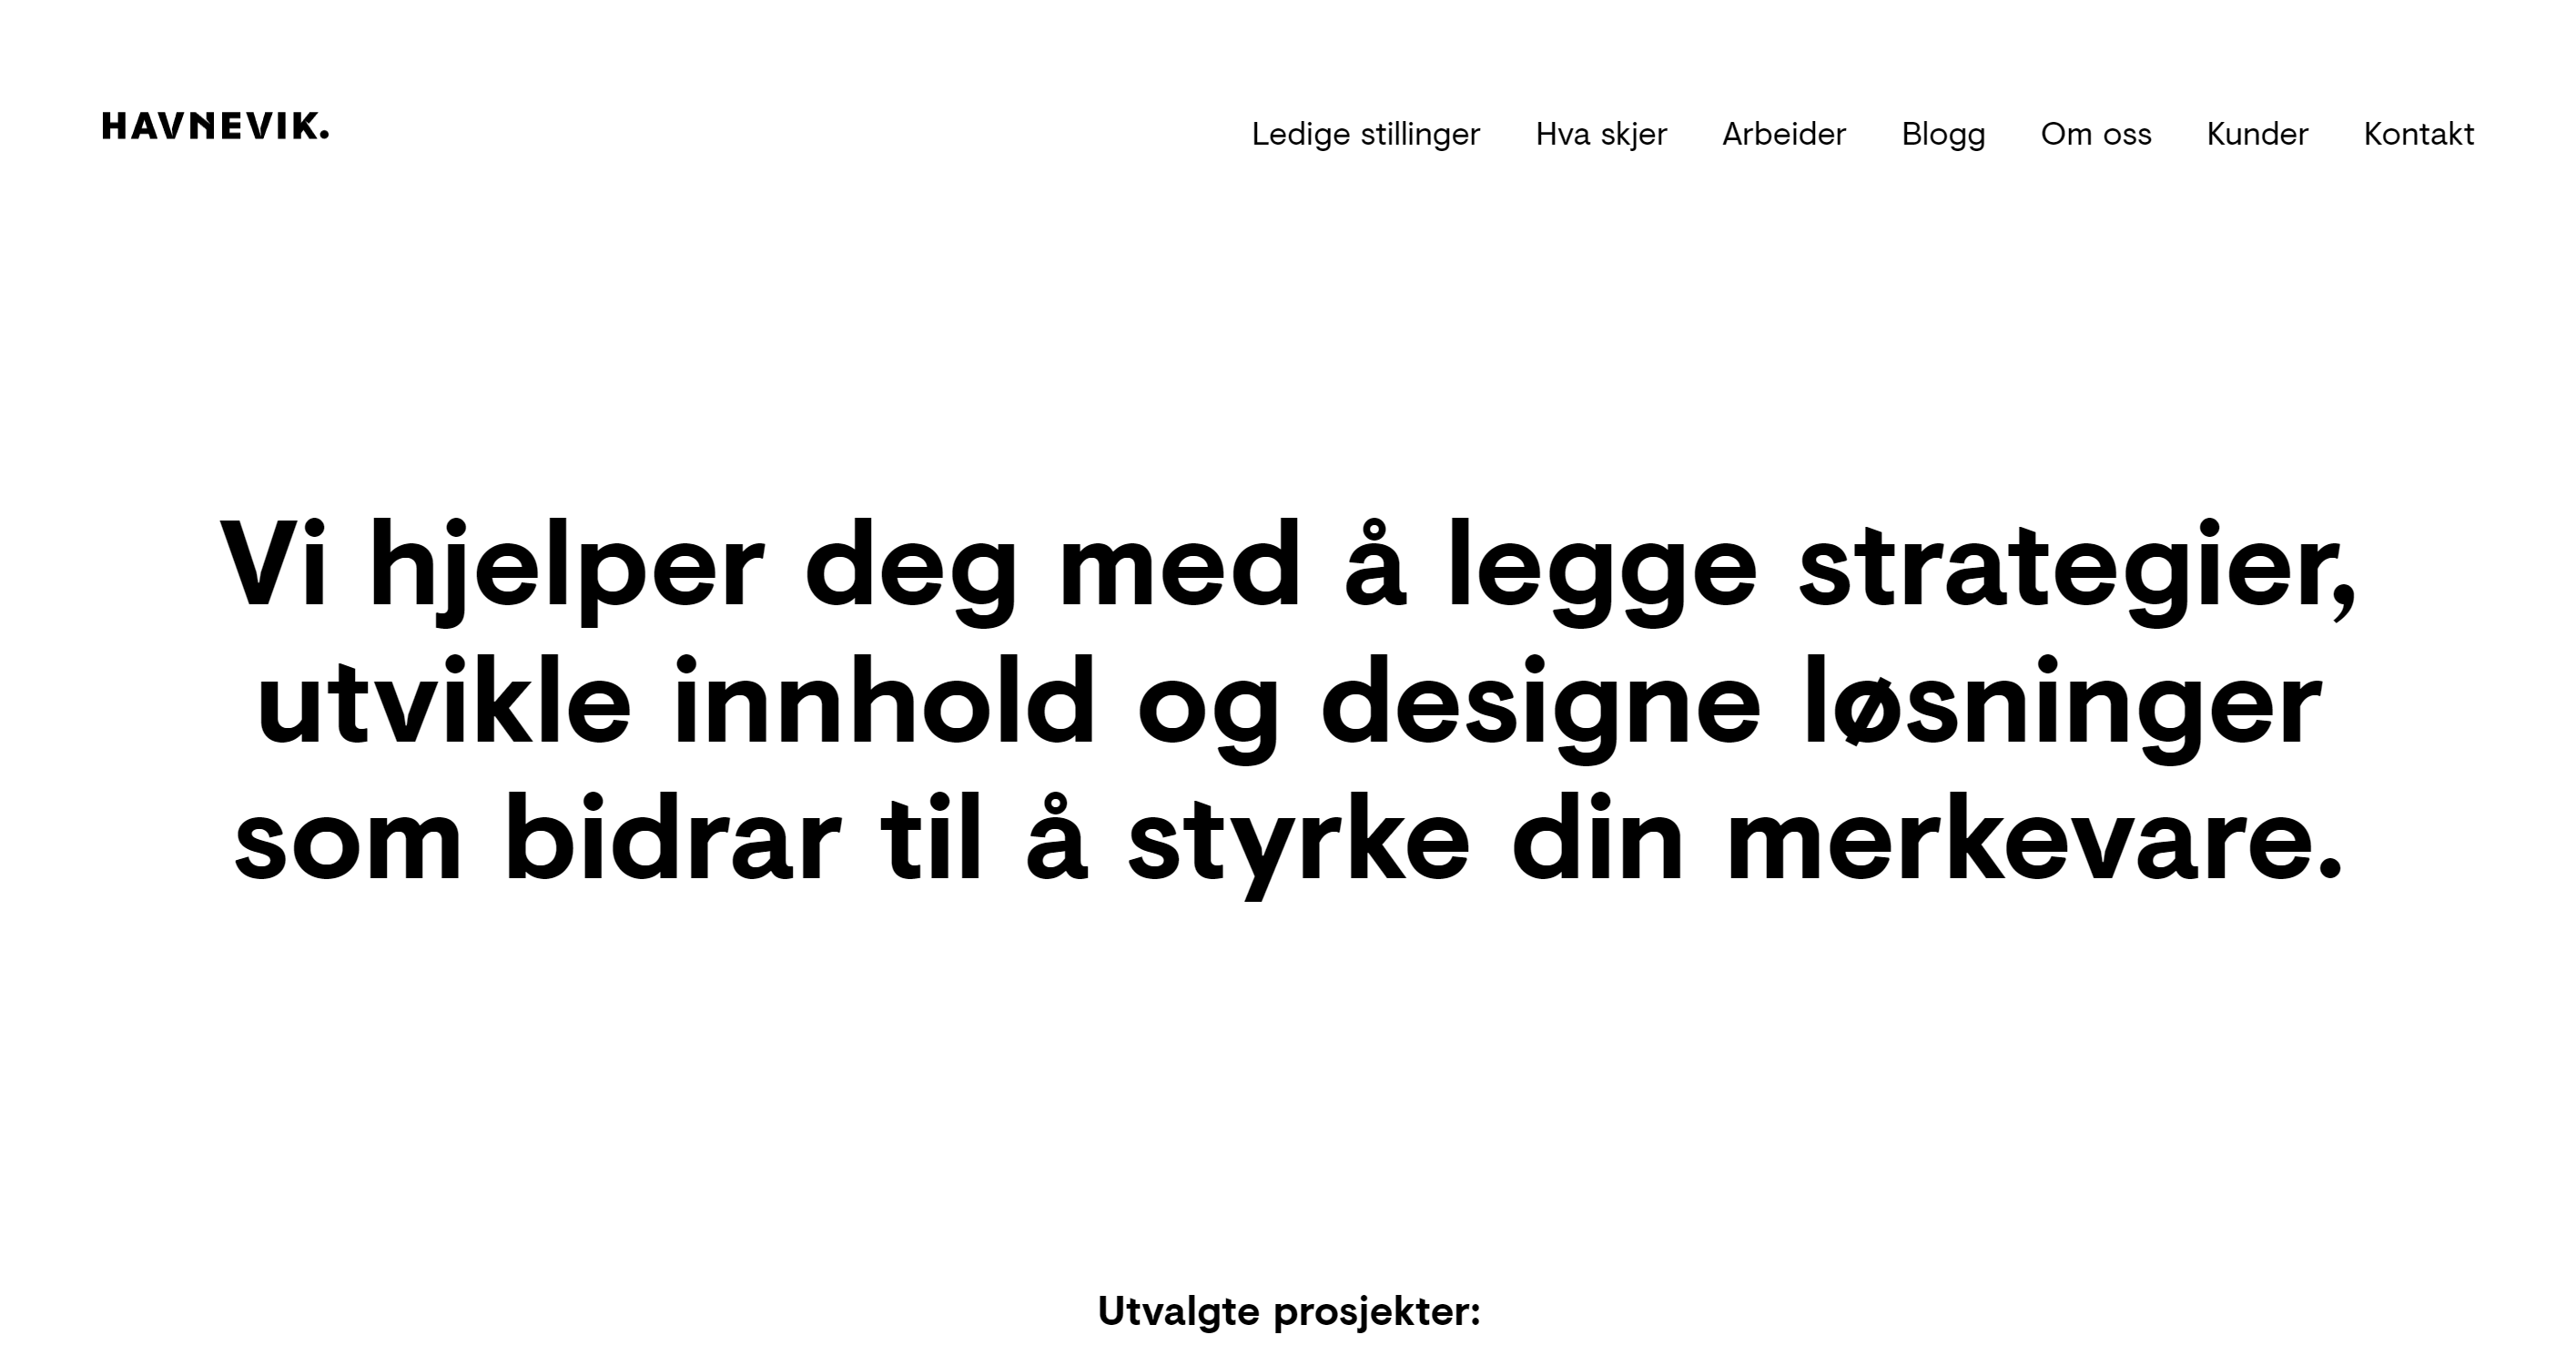 HAVNEVIK.
Ledige stillinger Hva skjer Arbeider Blogg Om oss Kunder Kontakt
Vi hjelper deg med å legge strategier,
utvikle innhold og designe løsninger
som bidrar til å styrke din merkevare.
Utvalgte prosjekter: